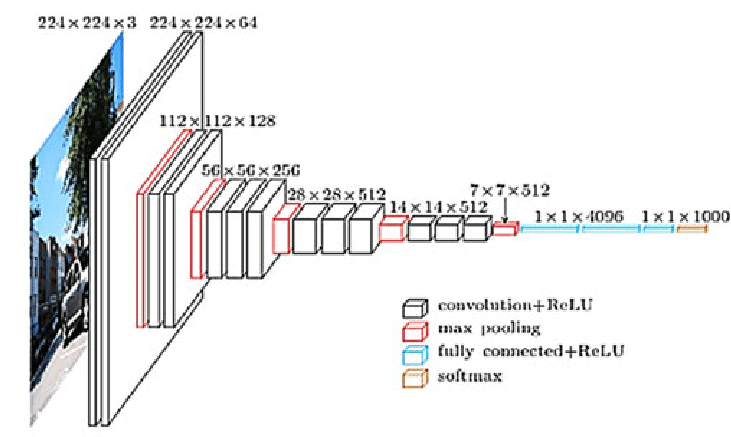 224×224×3
224×224×64
112×112×128
56×56×256
28×28×512
14×14×512
7×7×512
1×1×4096
1×1×1000
convolution+ReLU
max pooling
fully connected+ReLU
softmax